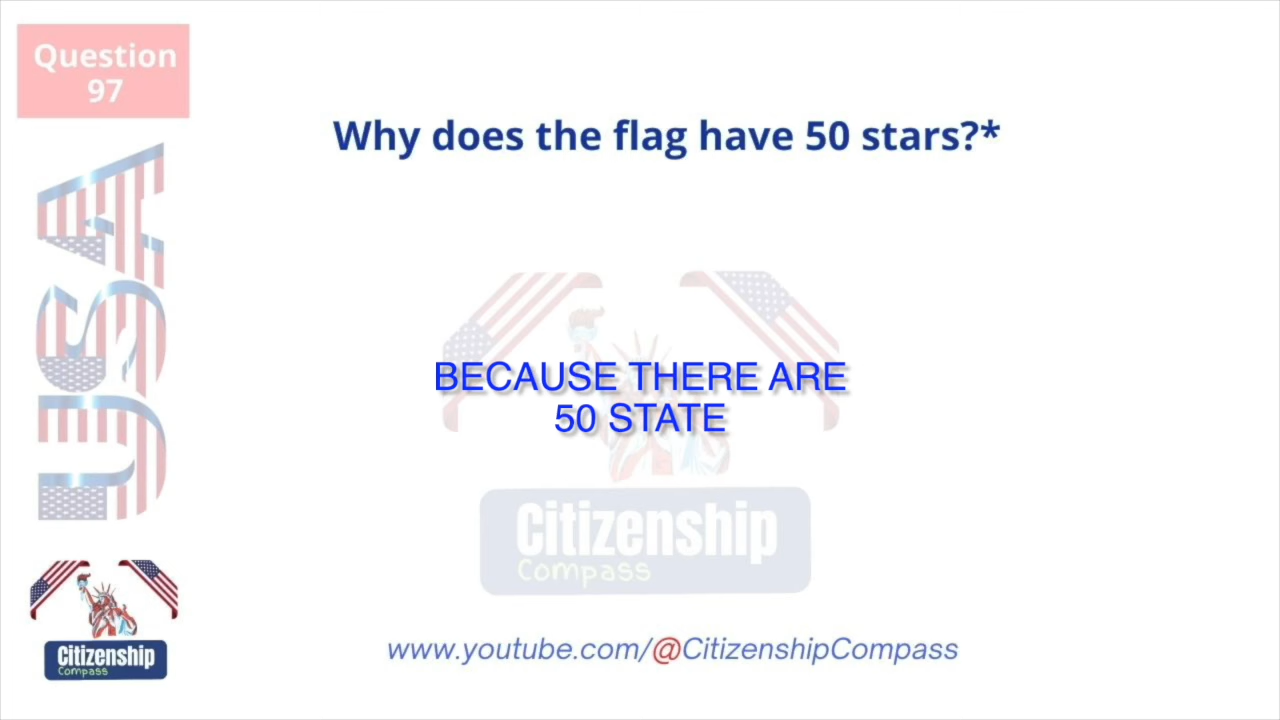 Question
97
Why does the flag have 50 stars?*
USA
BECAUSE THERE ARE
50 STATE
Citizenship
Compass
www.youtube.com/@CitizenshipCompass
Citizenship
Compass